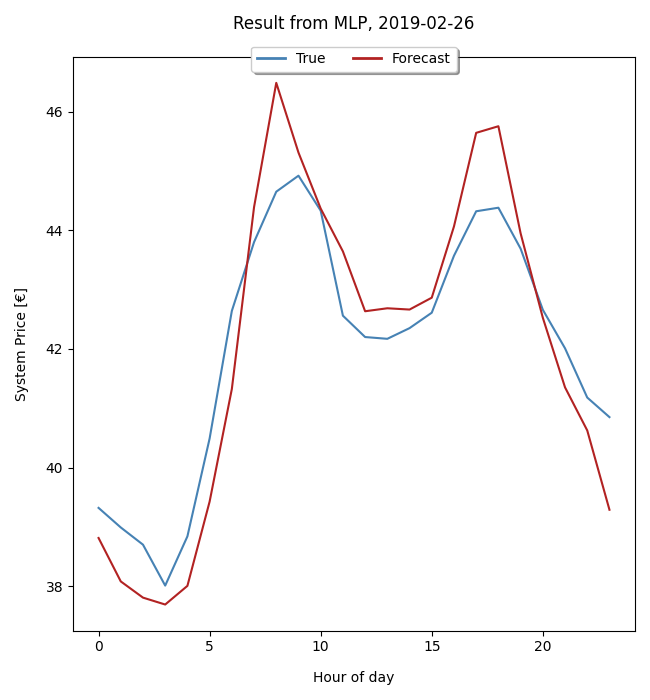 Result from MLP, 2019-02-26
True Forecast
46
44
42
40
38
System Price [€]
0 5 10 15 20
Hour of day